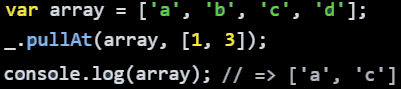 var array = ['a', 'b', 'c', 'd'];
_.pullAt(array, [1, 3]);
console.log(array); // => ['a', 'c']